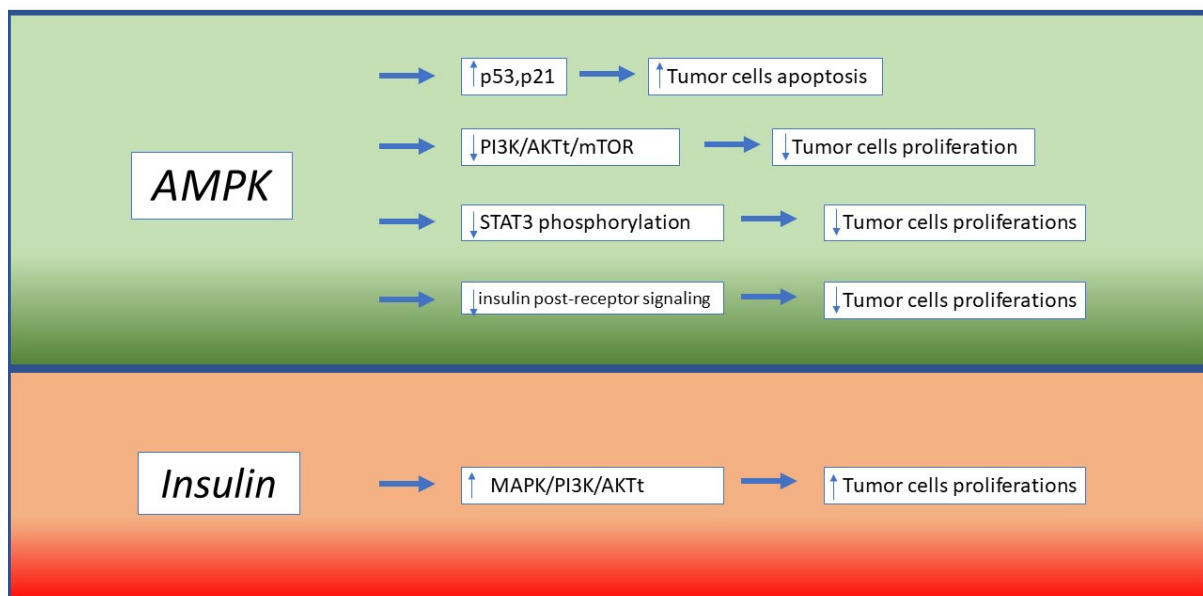 ↑p53,p21
↑Tumor cells apoptosis
↓PI3K/AKTt/mTOR
↓Tumor cells proliferation
AMPK
↓STAT3 phosphorylation
↓Tumor cells proliferations
↓insulin post-receptor signaling
↓Tumor cells proliferations
Insulin
↑ MAPK/PI3K/AKTt
↑Tumor cells proliferations